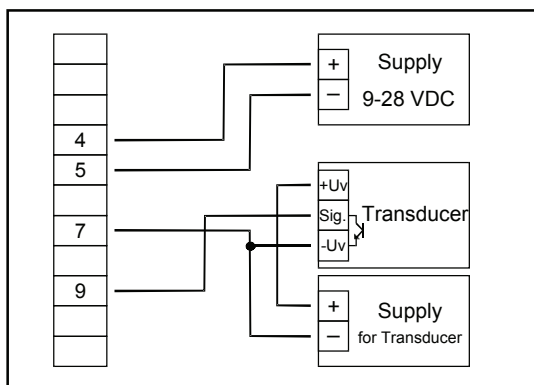 4
5
7
9
+
−
Supply
9-28 VDC
+Uv
Sig.
-Uv
Transducer
+
−
Supply
for Transducer